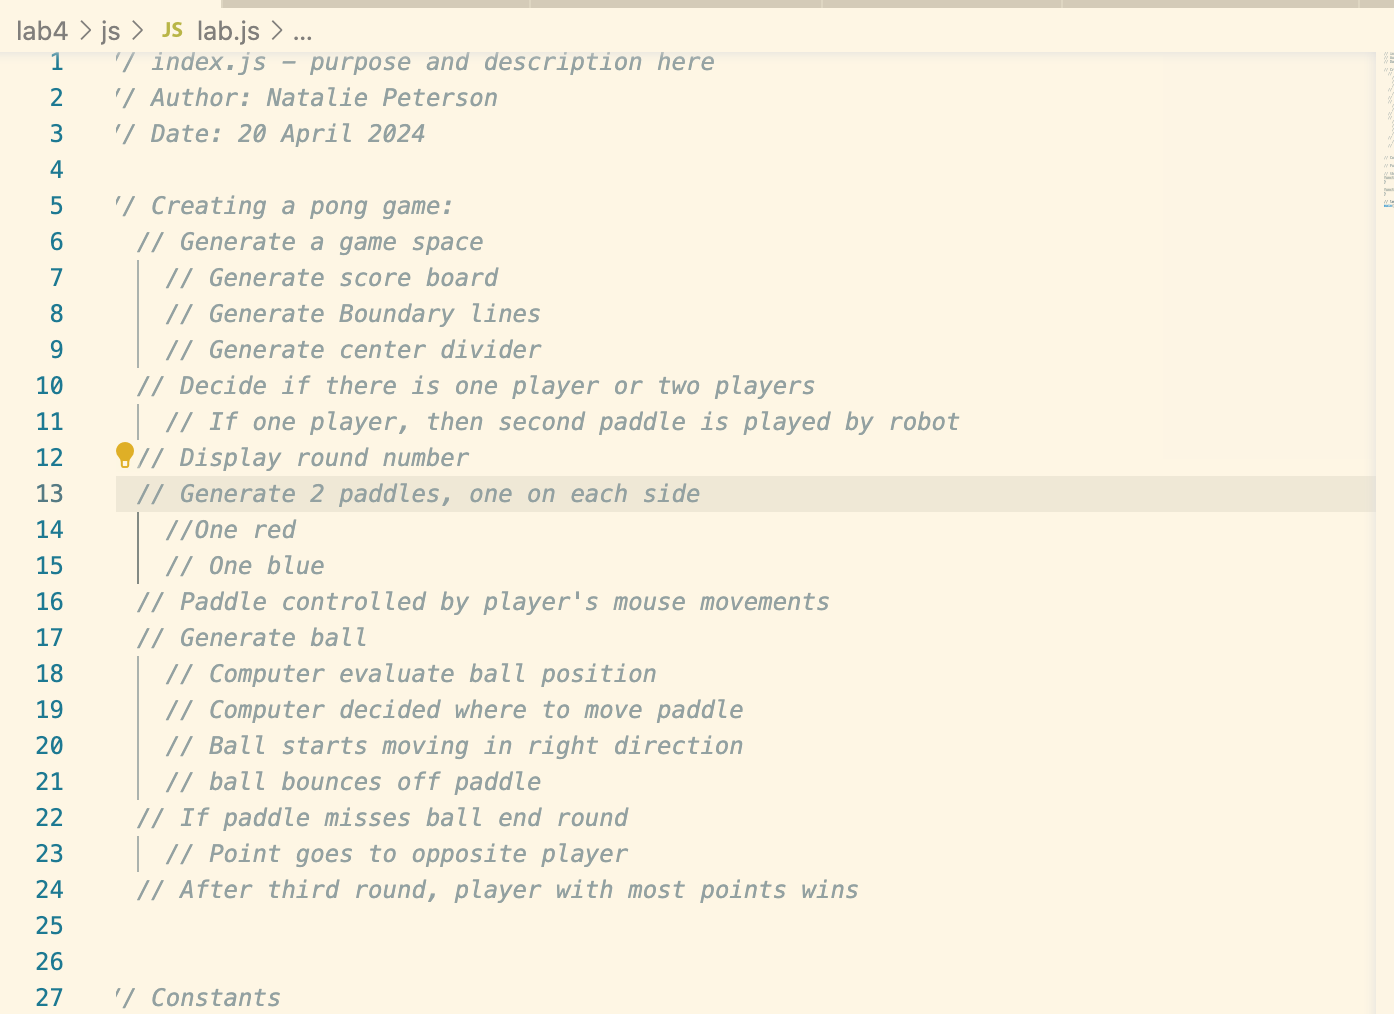 lab4 > js > JS lab.js > ...
1 // index.js – purpose and description here
2 // Author: Natalie Peterson
3 // Date: 20 April 2024
4
5 // Creating a pong game:
6 // Generate a game space
7 // Generate score board
8 // Generate Boundary lines
9 // Generate center divider
10 // Decide if there is one player or two players
11 // If one player, then second paddle is played by robot
12 // Display round number
13 // Generate 2 paddles, one on each side
14 //One red
15 // One blue
16 // Paddle controlled by player's mouse movements
17 // Generate ball
18 // Computer evaluate ball position
19 // Computer decided where to move paddle
20 // Ball starts moving in right direction
21 // ball bounces off paddle
22 // If paddle misses ball end round
23 // Point goes to opposite player
24 // After third round, player with most points wins
25
26
27 // Constants